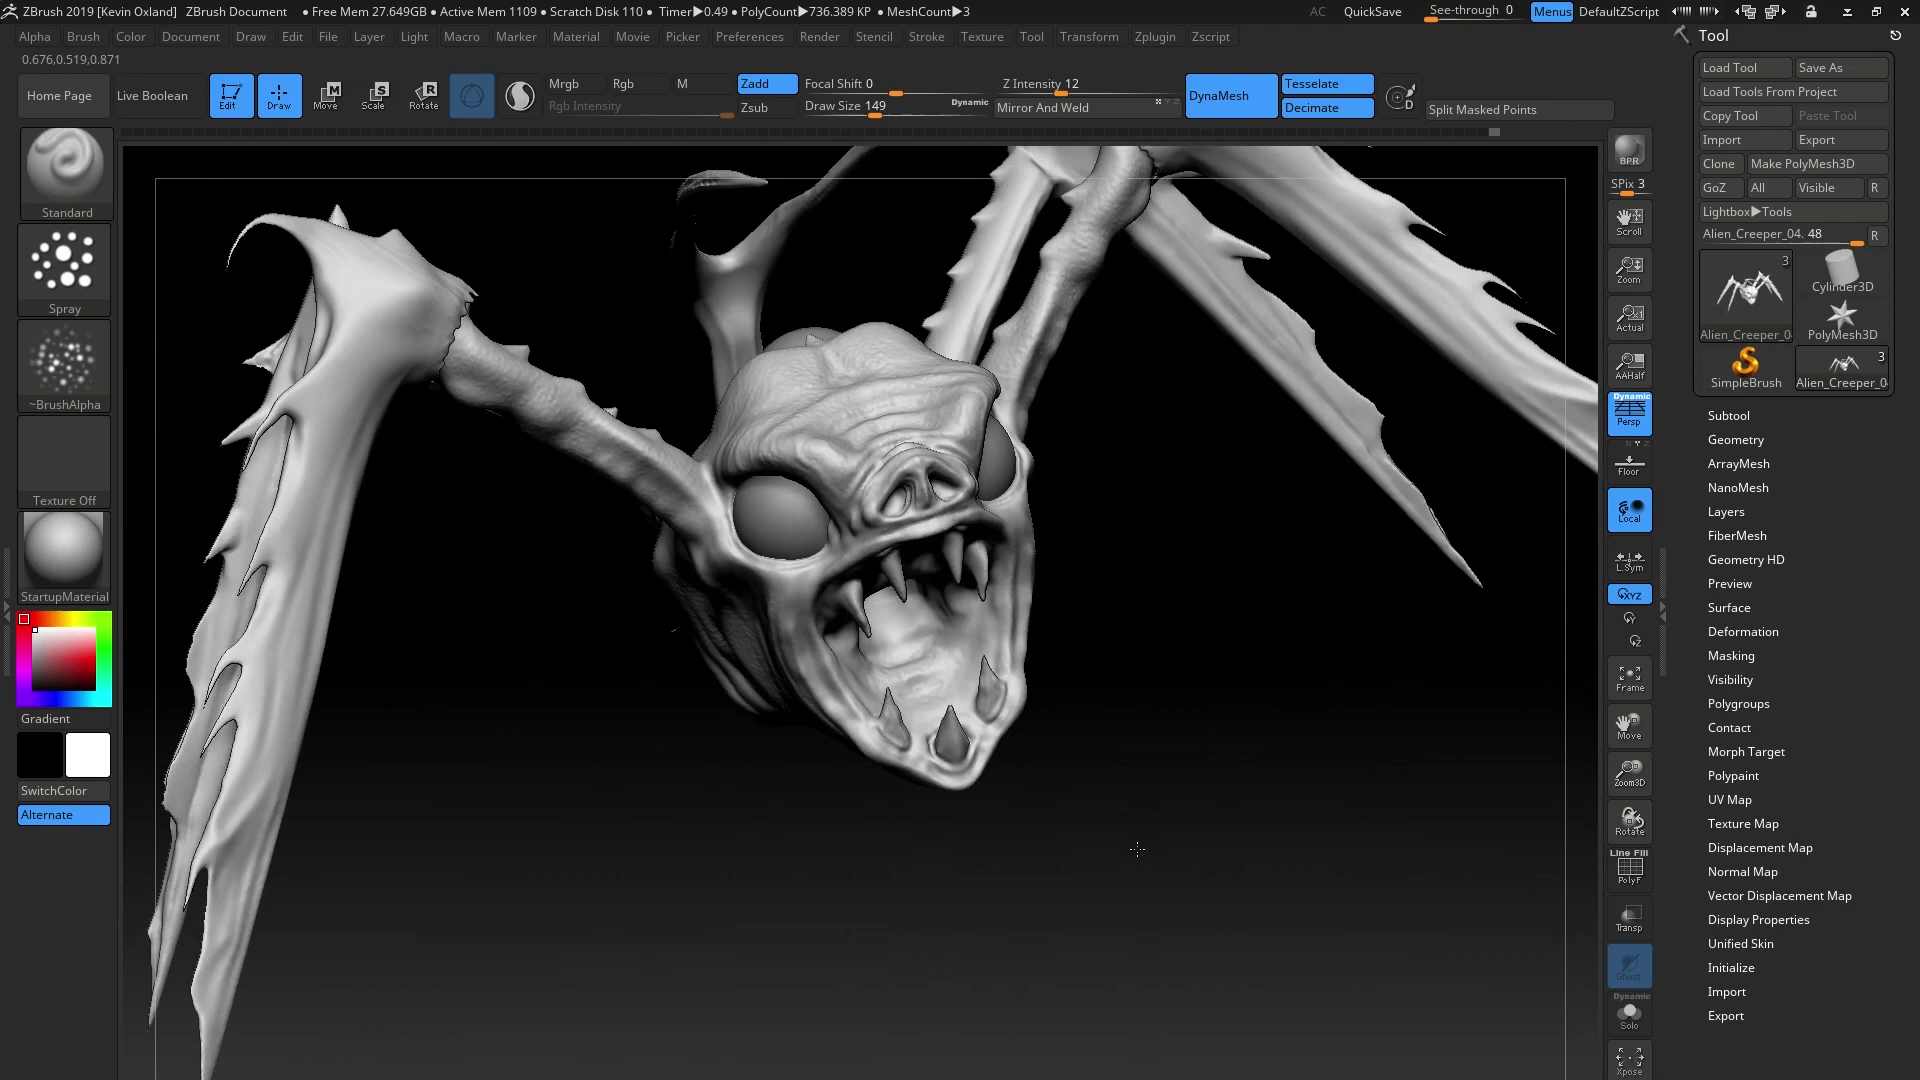 ZBrush 2019 [Kevin Oxland] ZBrush Document ● Free Mem 27.649GB ● Active Mem 1109 ● Scratch Disk 110 ● Timer▶0.49 ● PolyCount▶736.389 KP ● MeshCount▶3 AC QuickSave See-through 0 Menus DefaultZScript
Alpha Brush Color Document Draw Edit File Layer Light Macro Marker Material Movie Picker Preferences Render Stencil Stroke Texture Tool Transform Zplugin Zscript
0.676,0.519,0.871
Home Page Live Boolean Edit Draw Move Scale Rotate
M S R
Mrgb Rgb M Zadd Focal Shift 0 Z Intensity 12
Rgb Intensity Zsub Draw Size 149 Dynamic Mirror And Weld
DynaMesh Tesselate
Decimate
D
Split Masked Points
Standard
Spray
~BrushAlpha
Texture Off
StartupMaterial
Gradient
SwitchColor
Alternate
BPR
SPix 3
Scroll
Zoom
Actual
AAHalf
Dynamic
Persp
Floor
Local
L.Sym
XYZ
Y
Z
Frame
Move
Zoom3D
Rotate
Line Fill
PolyF
Transp
Ghost
Dynamic
Solo
Xpose
Tool
Load Tool Save As
Load Tools From Project
Copy Tool Paste Tool
Import Export
Clone Make PolyMesh3D
GoZ All Visible R
Lightbox▶Tools
Alien_Creeper_04. 48 R
3
Cylinder3D
Alien_Creeper_0 PolyMesh3D
3
SimpleBrush Alien_Creeper_0
Subtool
Geometry
ArrayMesh
NanoMesh
Layers
FiberMesh
Geometry HD
Preview
Surface
Deformation
Masking
Visibility
Polygroups
Contact
Morph Target
Polypaint
UV Map
Texture Map
Displacement Map
Normal Map
Vector Displacement Map
Display Properties
Unified Skin
Initialize
Import
Export